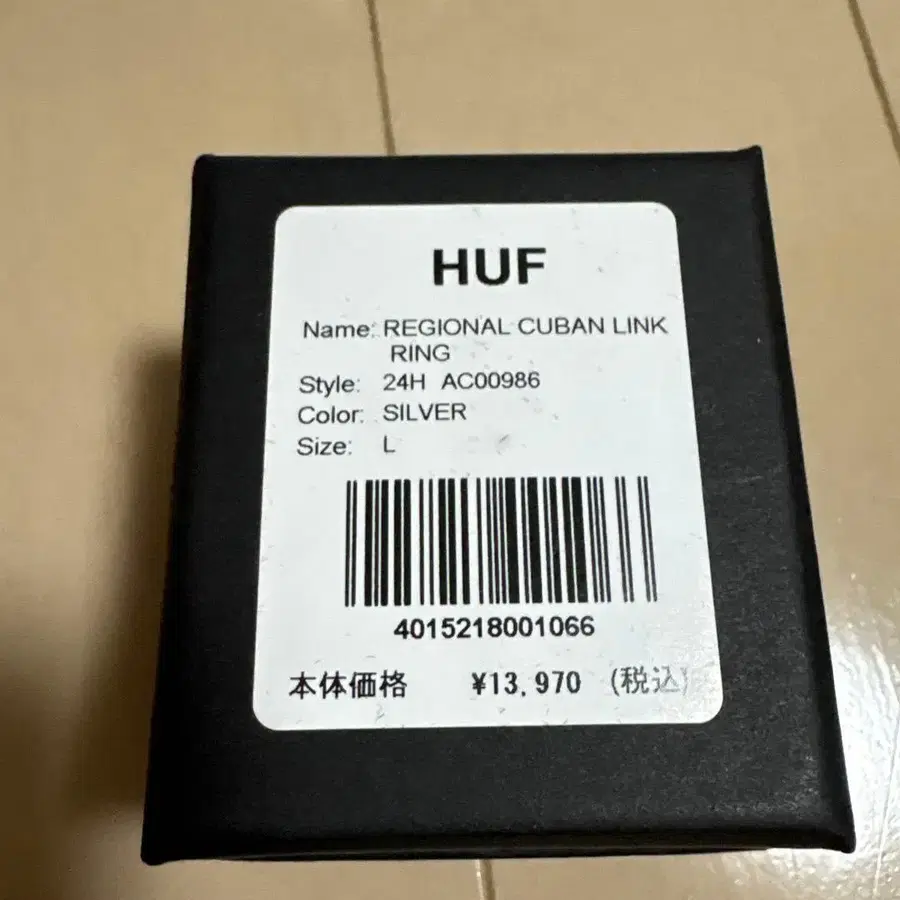 HUF
Name: REGIONAL CUBAN LINK
RING
Style: 24H AC00986
Color: SILVER
Size: L
4015218001066
本体価格 ¥13,970 (税込)